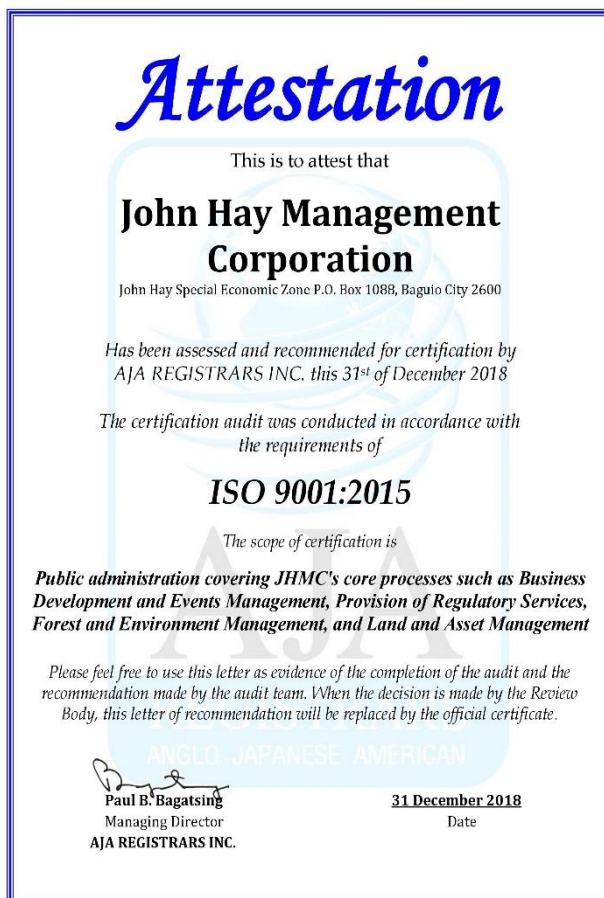 Attestation
This is to attest that
John Hay Management
Corporation
John Hay Special Economic Zone P.O. Box 1088, Baguio City 2600
Has been assessed and recommended for certification by
AJA REGISTRARS INC. this 31st of December 2018
The certification audit was conducted in accordance with
the requirements of
ISO 9001:2015
The scope of certification is
Public administration covering JHMC's core processes such as Business
Development and Events Management, Provision of Regulatory Services,
Forest and Environment Management, and Land and Asset Management
AJA
Please feel free to use this letter as evidence of the completion of the audit and the
recommendation made by the audit team. When the decision is made by the Review
Body, this letter of recommendation will be replaced by the official certificate.
REGISTRARS
ANGLO JAPANESE AMERICAN
Paul B. Bagatsing
Managing Director
AJA REGISTRARS INC.
31 December 2018
Date